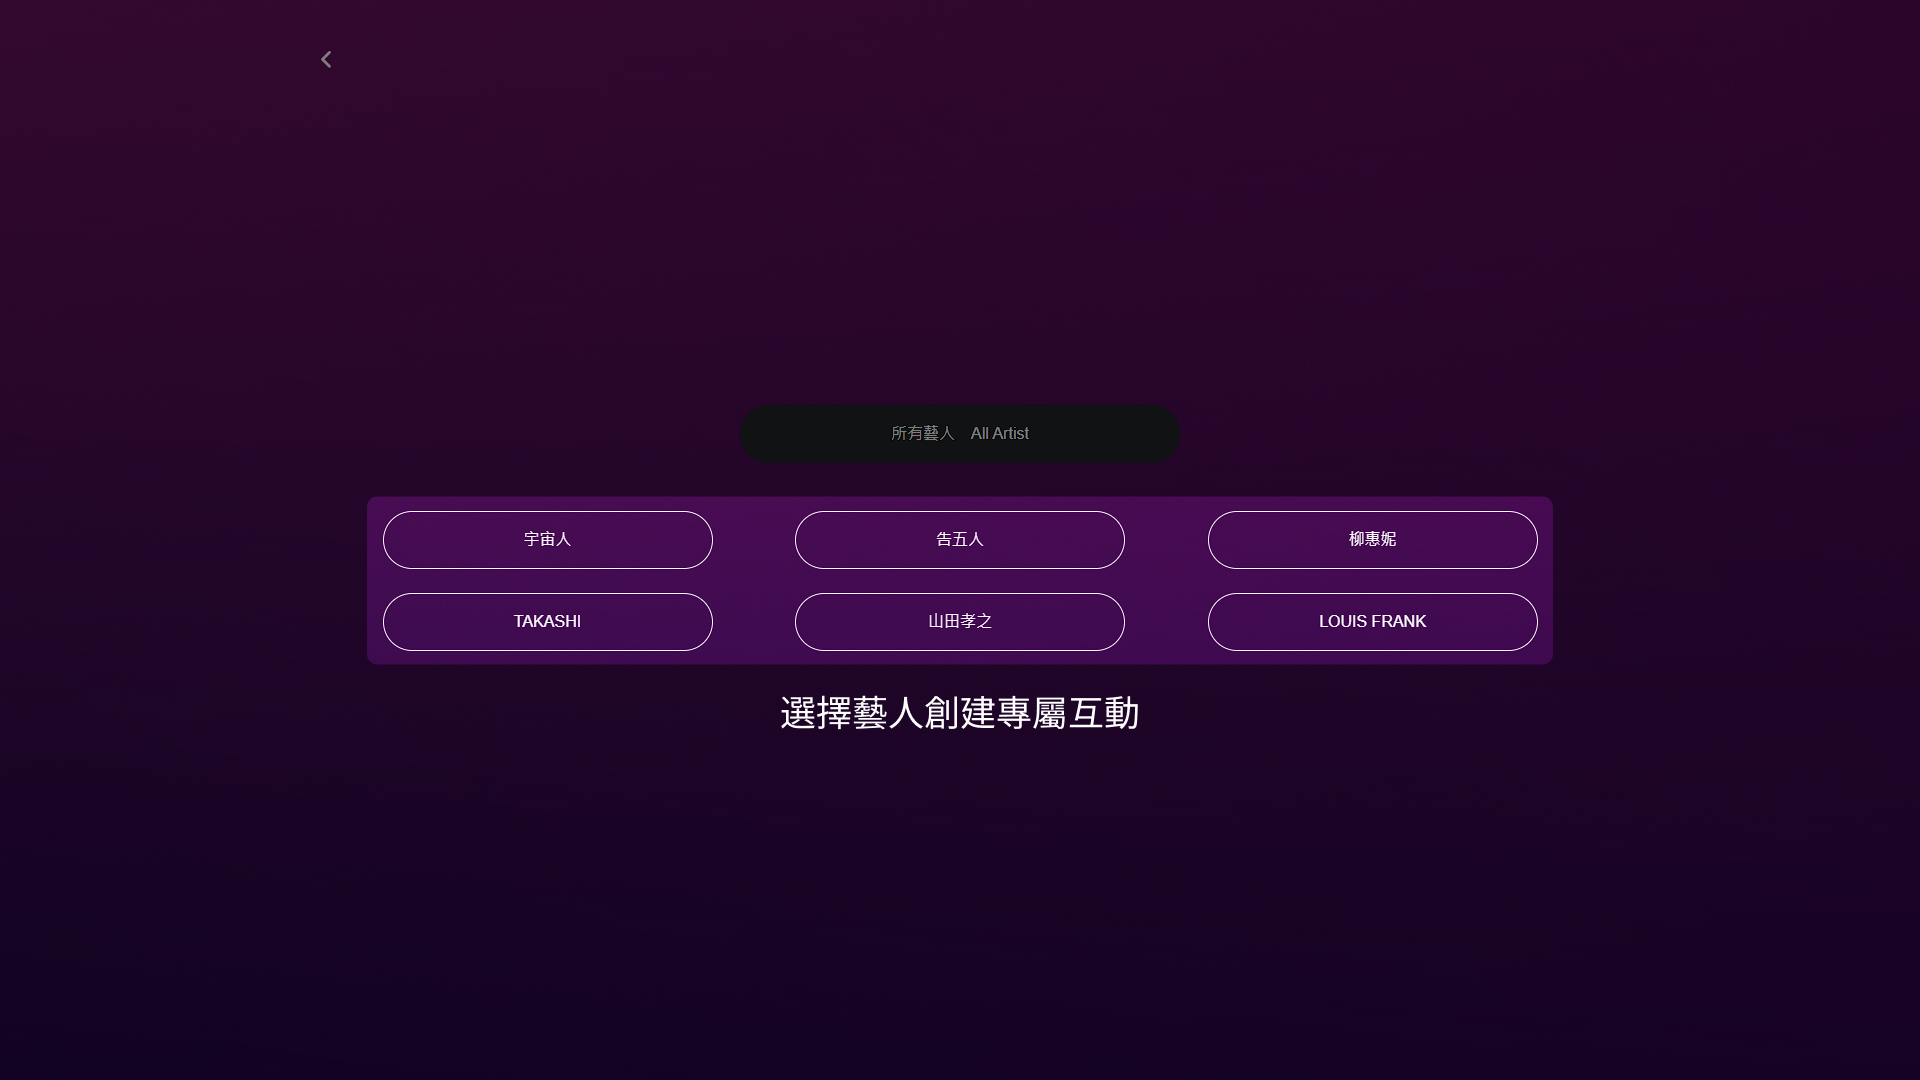 所有藝人　All Artist
宇宙人
告五人
柳惠妮
TAKASHI
山田孝之
LOUIS FRANK
選擇藝人創建專屬互動